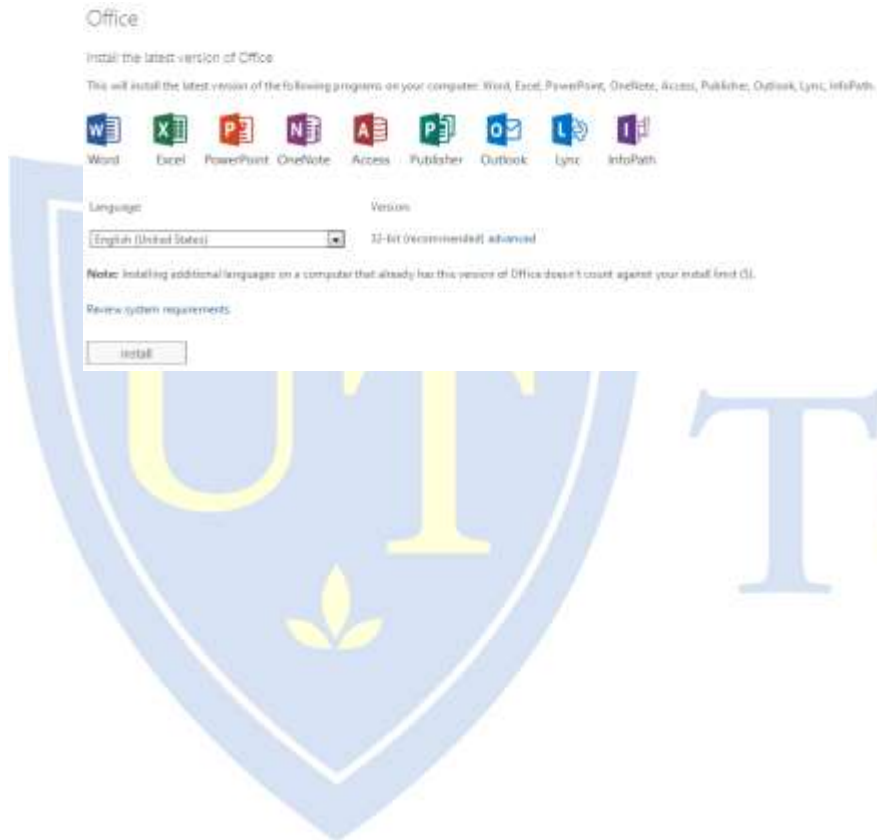 Office
Install the latest version of Office
This will install the latest version of the following programs on your computer: Word, Excel, PowerPoint, OneNote, Access, Publisher, Outlook, Lync, InfoPath.
W X P N A P O L I
Word Excel PowerPoint OneNote Access Publisher Outlook Lync InfoPath
Language: Version:
English (United States) 32-bit (recommended) advanced
Note: Installing additional languages on a computer that already has this version of Office doesn't count against your install limit (5).
Review system requirements
install
UT T